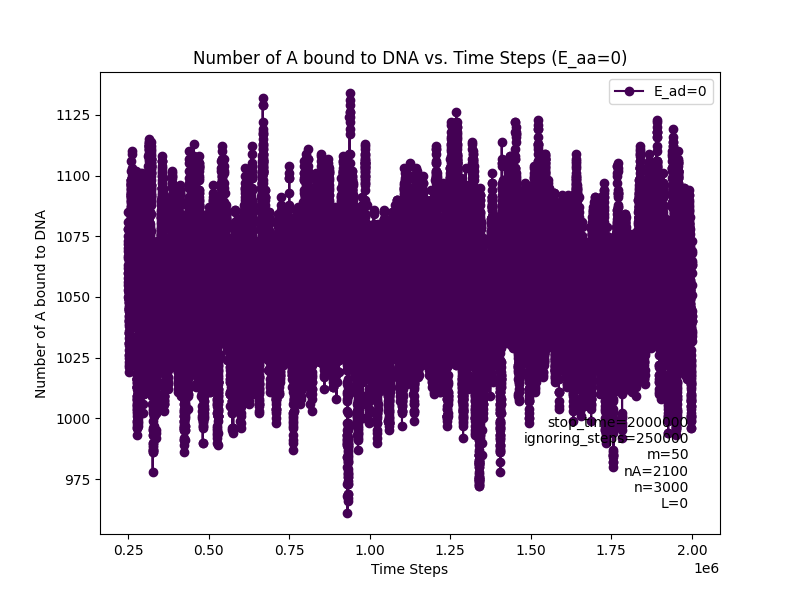 Number of A bound to DNA vs. Time Steps (E_aa=0)
E_ad=0
Number of A bound to DNA
1125
1100
1075
1050
1025
1000
975
stop_time=2000000
ignoring_steps=250000
m=50
nA=2100
n=3000
L=0
0.25 0.50 0.75 1.00 1.25 1.50 1.75 2.00
1e6
Time Steps